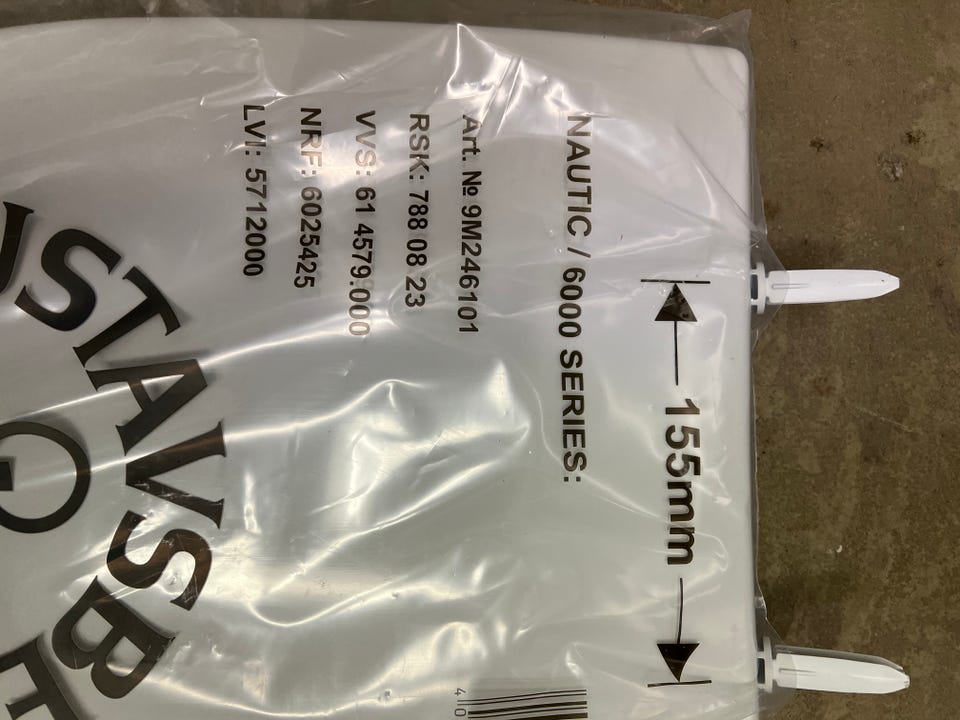 155mm
NAUTIC / 6000 SERIES:
Art. № 9M246101
RSK: 788 08 23
VVS: 61 4579.000
NRF: 6025425
LVI: 5712000